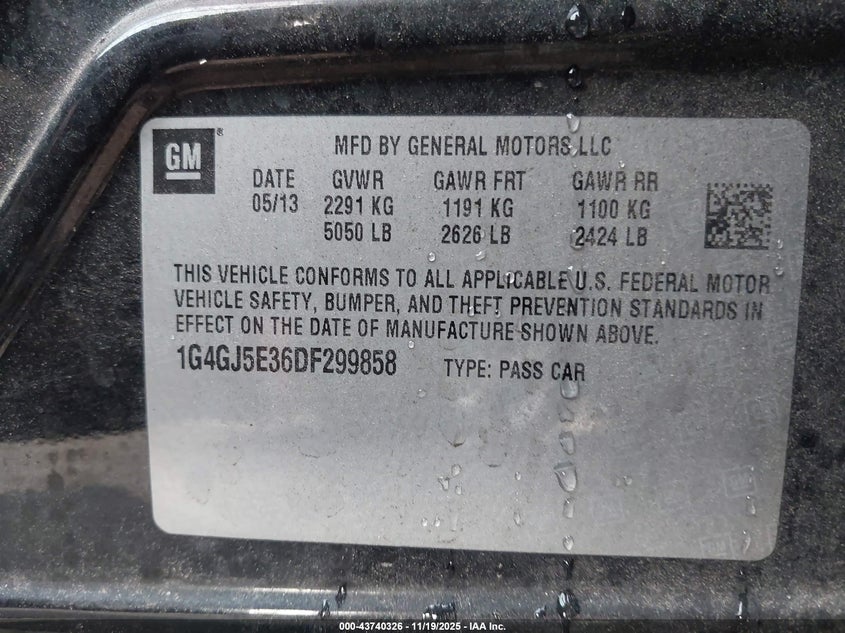 GM®
MFD BY GENERAL MOTORS LLC
DATE GVWR GAWR FRT GAWR RR
05/13 2291 KG 1191 KG 1100 KG
5050 LB 2626 LB 2424 LB
THIS VEHICLE CONFORMS TO ALL APPLICABLE U.S. FEDERAL MOTOR
VEHICLE SAFETY, BUMPER, AND THEFT PREVENTION STANDARDS IN
EFFECT ON THE DATE OF MANUFACTURE SHOWN ABOVE.
1G4GJ5E36DF299858 TYPE: PASS CAR
000-43740326 - 11/19/2025 - IAA Inc.